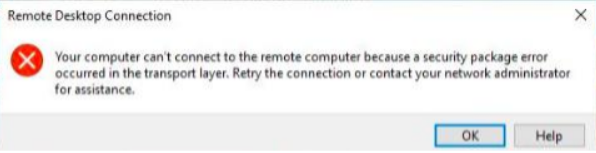 Remote Desktop Connection
Your computer can't connect to the remote computer because a security package error
occurred in the transport layer. Retry the connection or contact your network administrator
for assistance.
OK
Help